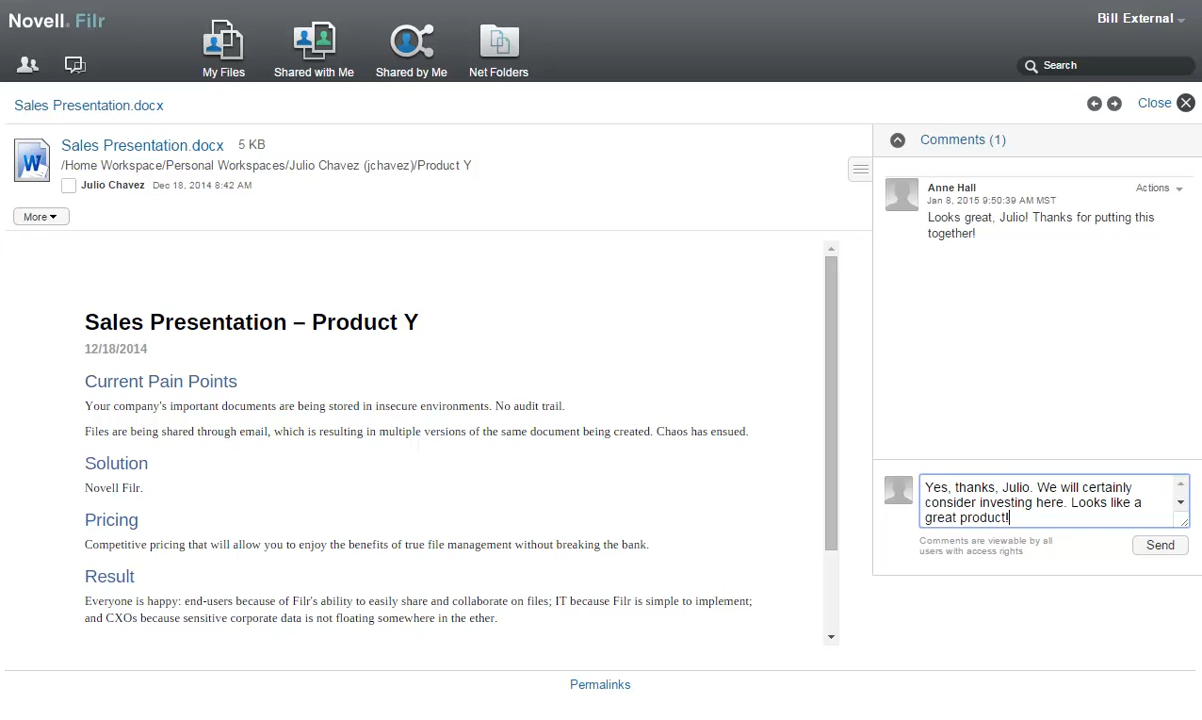 Novell. Filr
Bill External
My Files
Shared with Me
Shared by Me
Net Folders
Search
Sales Presentation.docx
Close
Sales Presentation.docx 5 KB
/Home Workspace/Personal Workspaces/Julio Chavez (jchavez)/Product Y
Julio Chavez Dec 18, 2014 8:42 AM
More
Sales Presentation – Product Y
12/18/2014
Current Pain Points
Your company's important documents are being stored in insecure environments. No audit trail.
Files are being shared through email, which is resulting in multiple versions of the same document being created. Chaos has ensued.
Solution
Novell Filr.
Pricing
Competitive pricing that will allow you to enjoy the benefits of true file management without breaking the bank.
Result
Everyone is happy: end-users because of Filr's ability to easily share and collaborate on files; IT because Filr is simple to implement;
and CXOs because sensitive corporate data is not floating somewhere in the ether.
Comments (1)
Anne Hall
Actions
Jan 8, 2015 9:50:39 AM MST
Looks great, Julio! Thanks for putting this
together!
Yes, thanks, Julio. We will certainly
consider investing here. Looks like a
great product!
Comments are viewable by all
users with access rights
Send
Permalinks